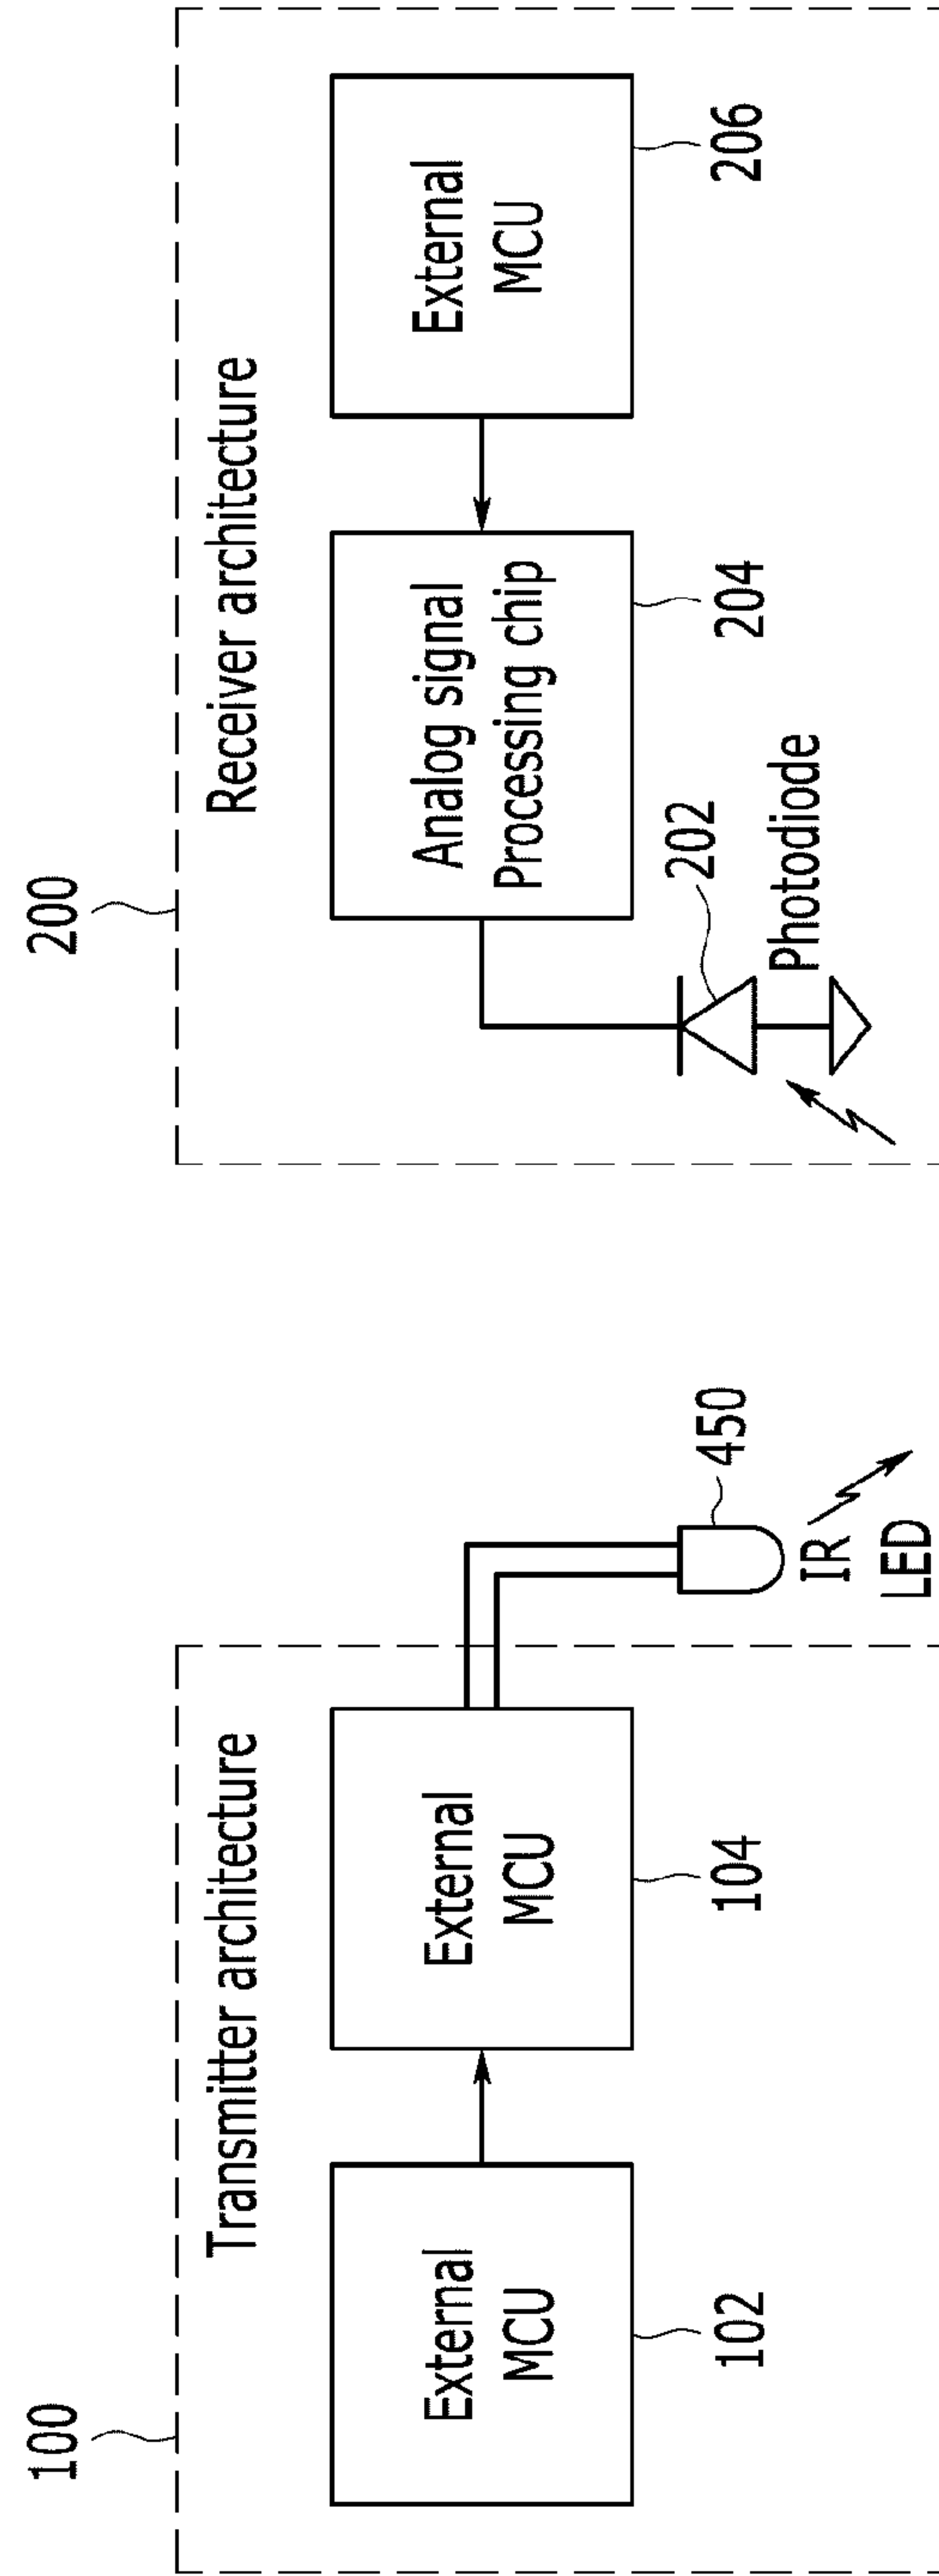 100
Transmitter architecture
External
MCU
102
External
MCU
104
450
IR
LED
200
Receiver architecture
Analog signal
Processing chip
204
External
MCU
206
202
Photodiode